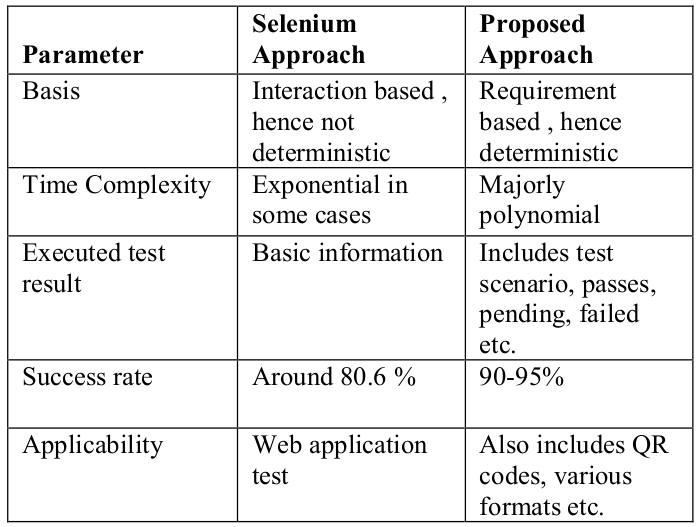 Parameter
Selenium
Approach
Proposed
Approach
Basis
Interaction based ,
hence not
deterministic
Requirement
based , hence
deterministic
Time Complexity
Exponential in
some cases
Majorly
polynomial
Executed test
result
Basic information
Includes test
scenario, passes,
pending, failed
etc.
Success rate
Around 80.6 %
90-95%
Applicability
Web application
test
Also includes QR
codes, various
formats etc.